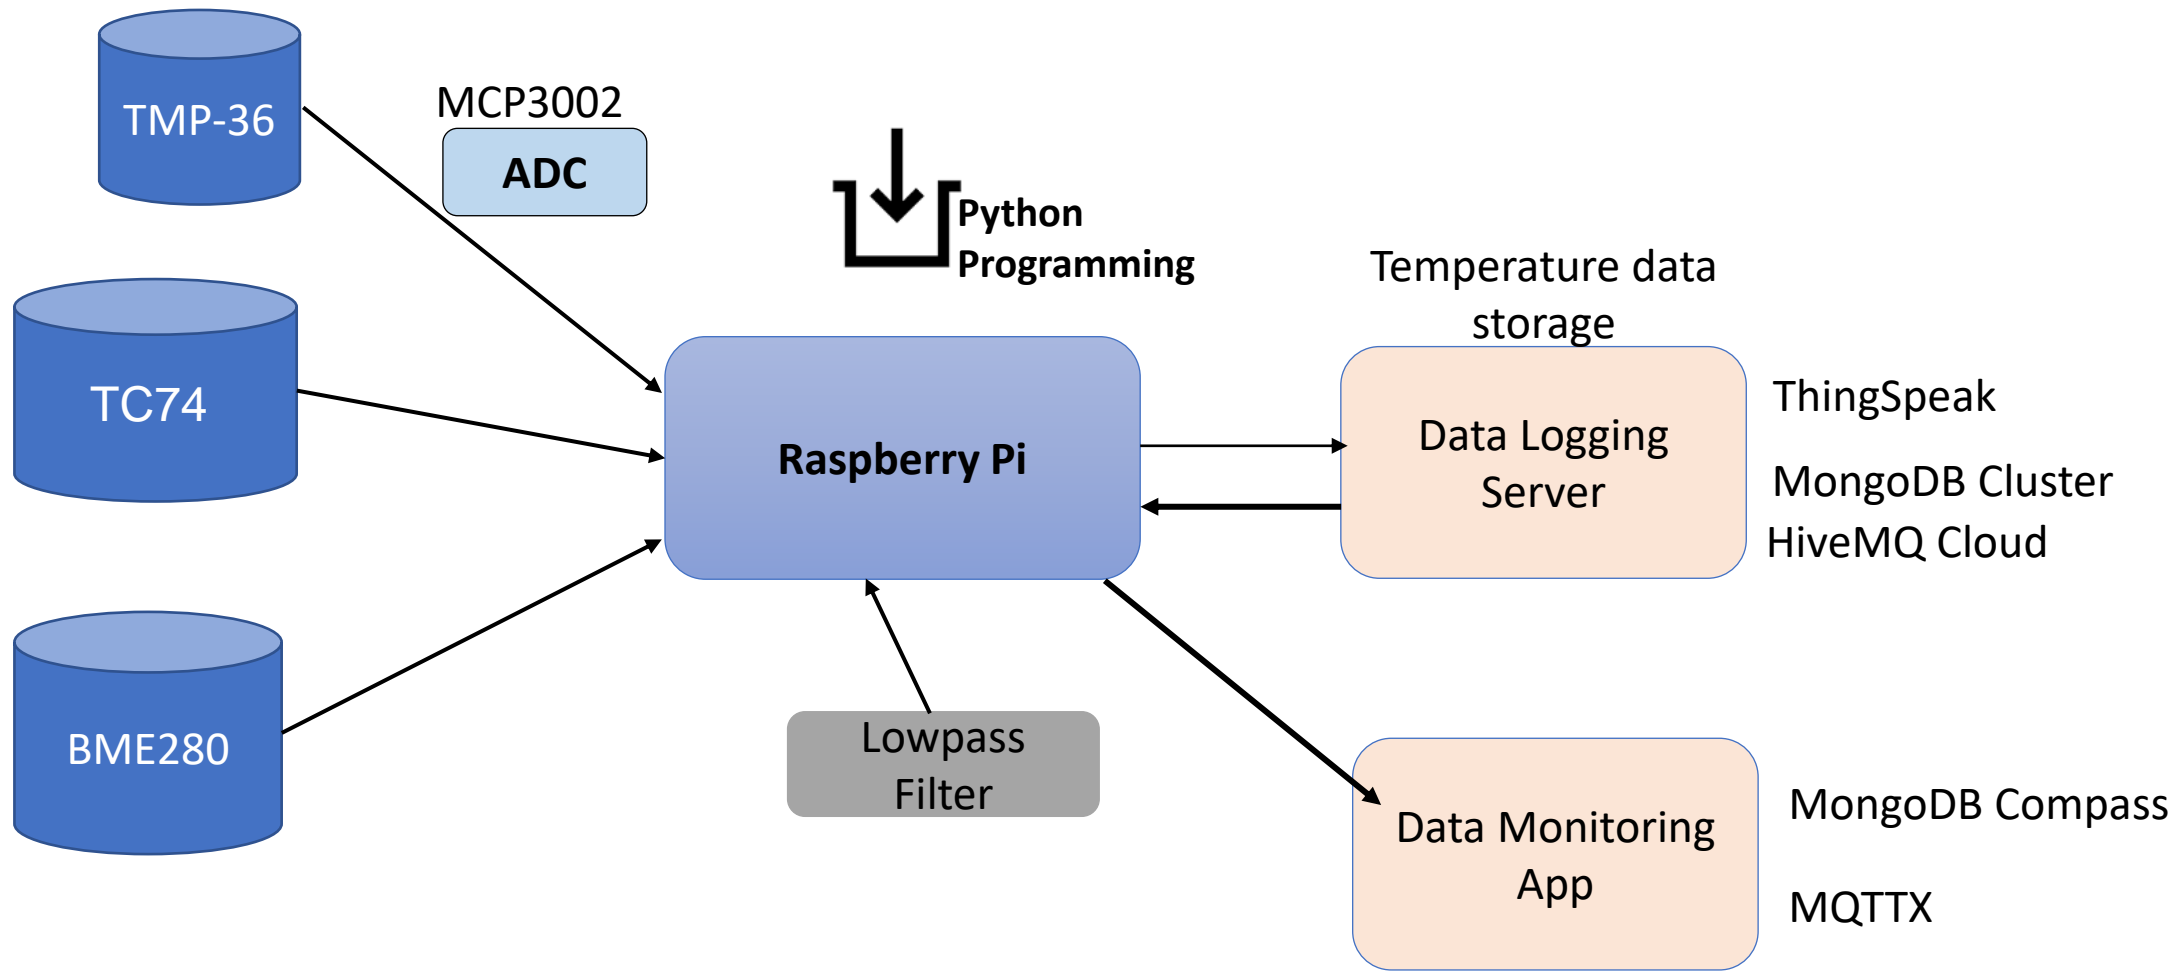 TMP-36
MCP3002
ADC
Python
Programming
Temperature data
storage
TC74
Raspberry Pi
Data Logging
Server
ThingSpeak
MongoDB Cluster
HiveMQ Cloud
BME280
Lowpass
Filter
Data Monitoring
App
MongoDB Compass
MQTTX